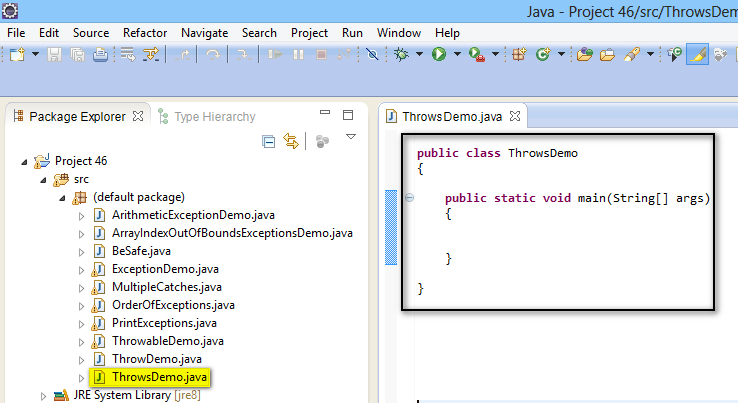 Java - Project 46/src/ThrowsDem
File Edit Source Refactor Navigate Search Project Run Window Help
Package Explorer Type Hierarchy
Project 46
src
(default package)
ArithmeticExceptionDemo.java
ArrayIndexOutOfBoundsExceptionsDemo.java
BeSafe.java
ExceptionDemo.java
MultipleCatches.java
OrderOfExceptions.java
PrintExceptions.java
ThrowableDemo.java
ThrowDemo.java
ThrowsDemo.java
JRE System Library [jre8]
ThrowsDemo.java
public class ThrowsDemo
{
public static void main(String[] args)
{
}
}